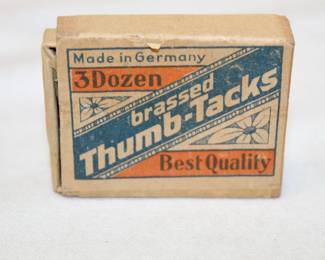 Made in Germany
3 Dozen
brassed
Thumb-Tacks
Best Quality